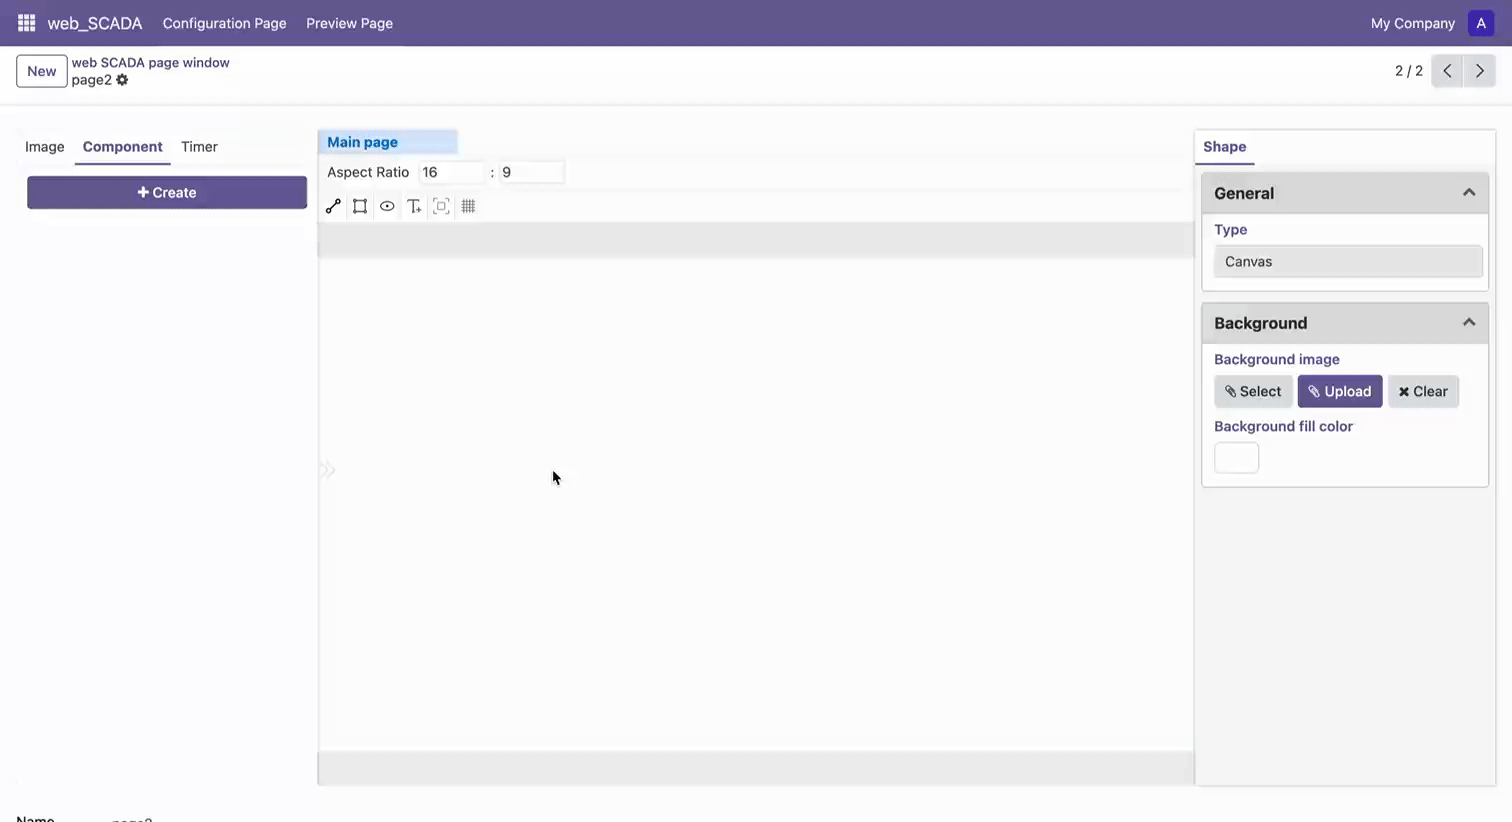 web_SCADA Configuration Page Preview Page My Company A
New web SCADA page window
page2 2 / 2
Image Component Timer
+ Create
Main page
Aspect Ratio 16 : 9
Shape
General
Type
Canvas
Background
Background image
Select Upload Clear
Background fill color
Name page2